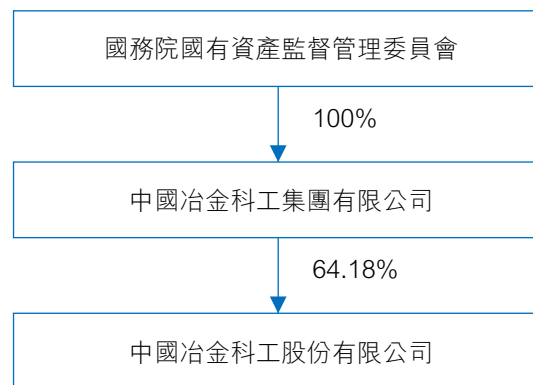 國務院國有資產監督管理委員會
100%
中國冶金科工集團有限公司
64.18%
中國冶金科工股份有限公司